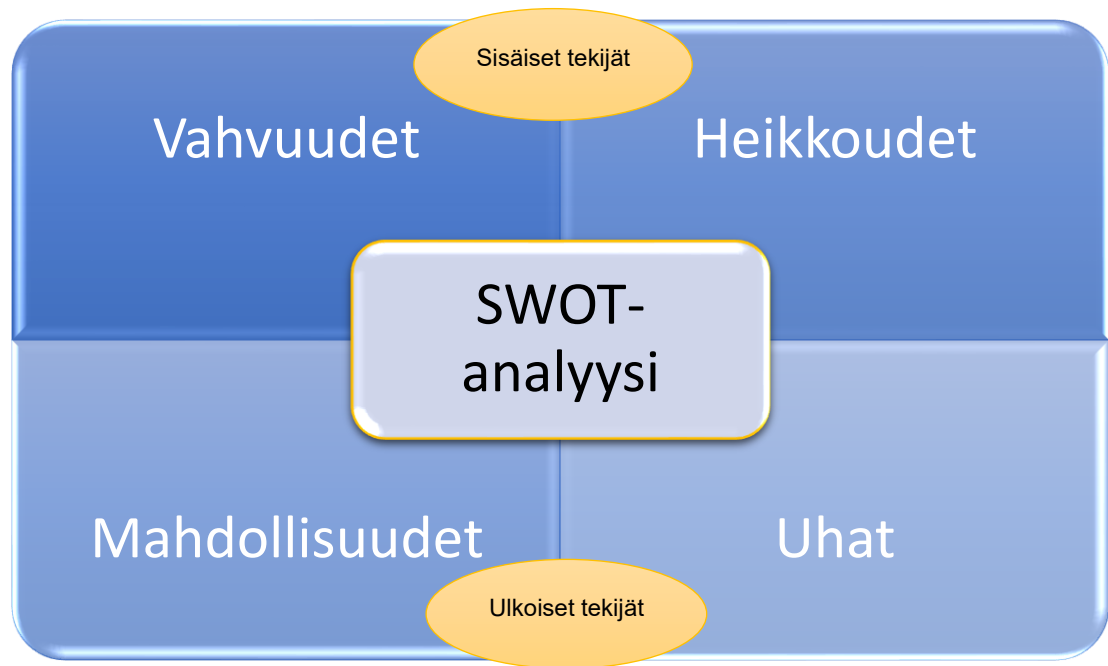 Sisäiset tekijät
Vahvuudet
Heikkoudet
SWOT-
analyysi
Mahdollisuudet
Uhat
Ulkoiset tekijät